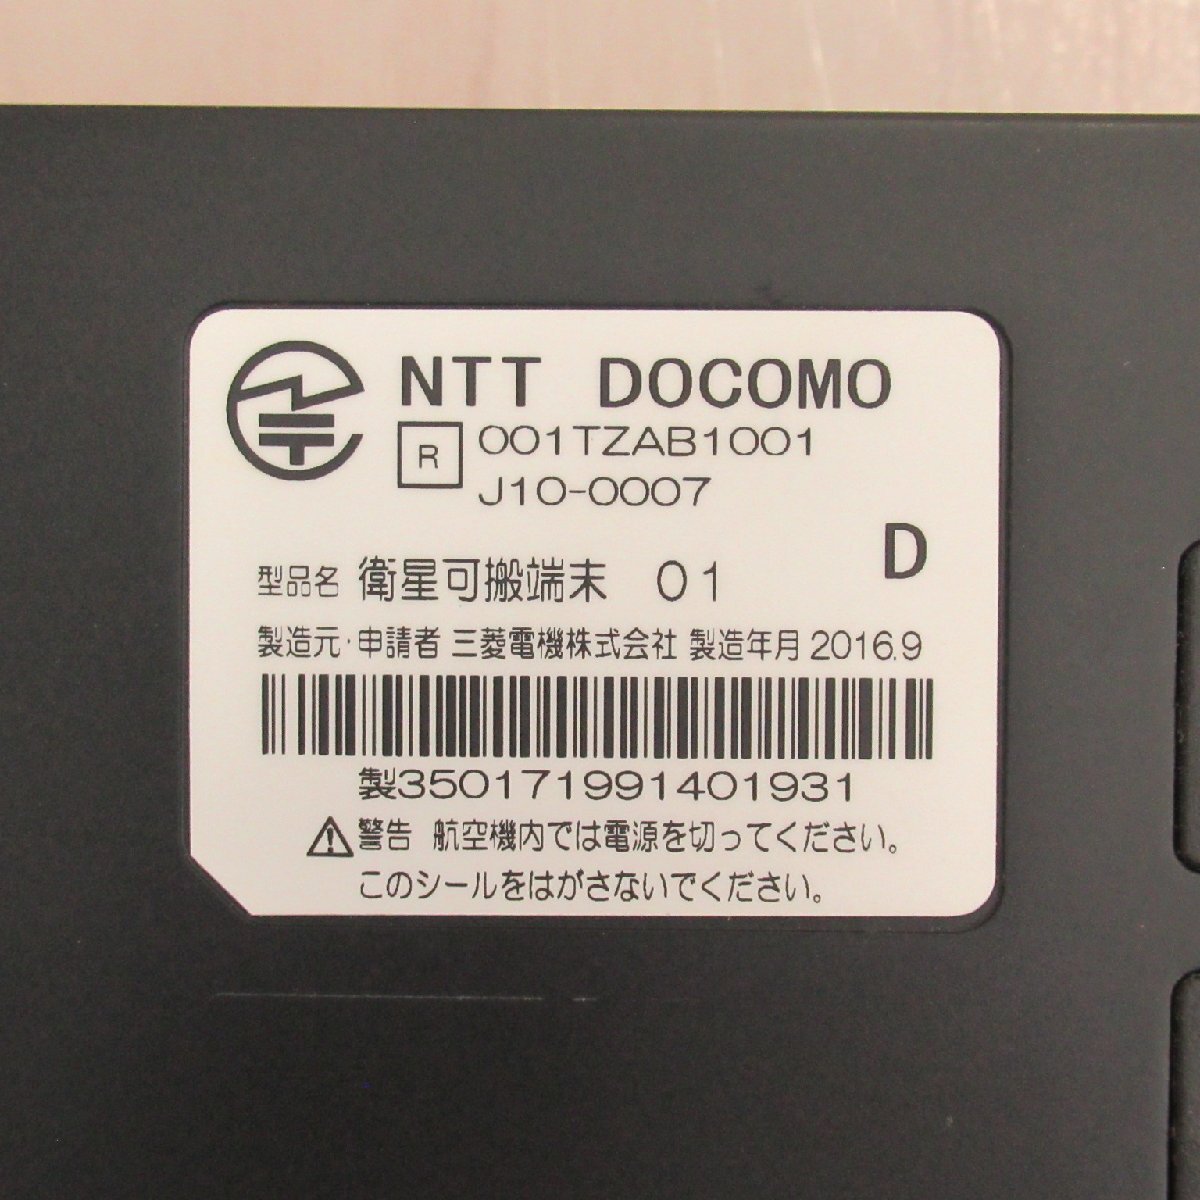 NTT DOCOMO
R 001TZAB1001
J10-0007
D
型品名 衛星可搬端末 01
製造元・申請者 三菱電機株式会社 製造年月 2016.9
製350171991401931
⚠警告 航空機内では電源を切ってください。
このシールをはがさないでください。